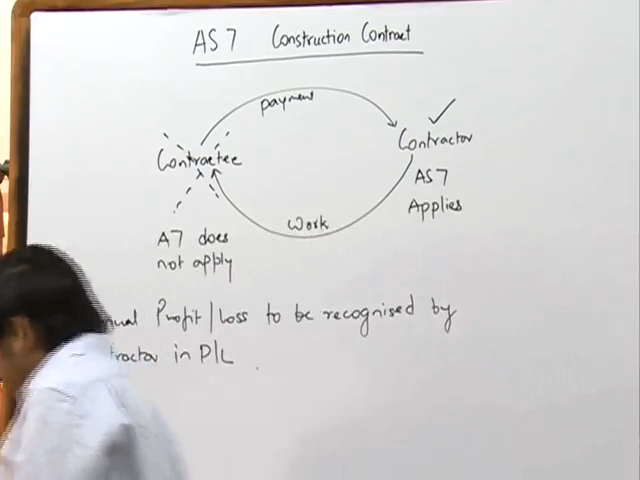 AS 7 Construction Contract
payment
Contractee
Contractor
AS 7
Applies
Work
A7 does
not apply
Profit/Loss to be recognised by
in P/L